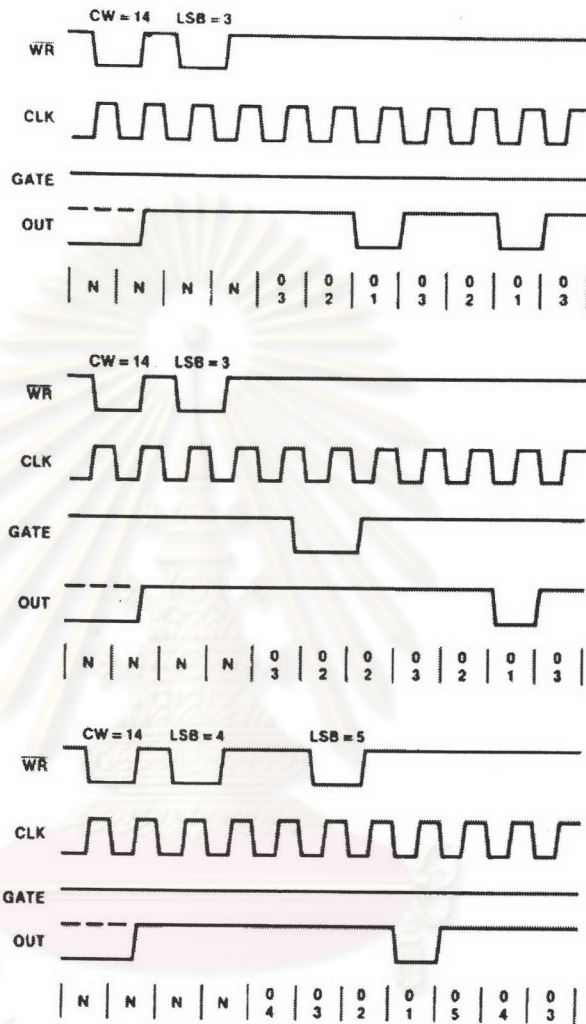 CW = 14 LSB = 3
WR
CLK
GATE
OUT
N N N N 0 0 0 0 0 0 0
3 2 1 3 2 1 3
CW = 14 LSB = 3
WR
CLK
GATE
OUT
N N N N 0 0 0 0 0 0 0
3 2 2 3 2 1 3
CW = 14 LSB = 4 LSB = 5
WR
CLK
GATE
OUT
N N N N 0 0 0 0 0 0 0
4 3 2 1 5 4 3